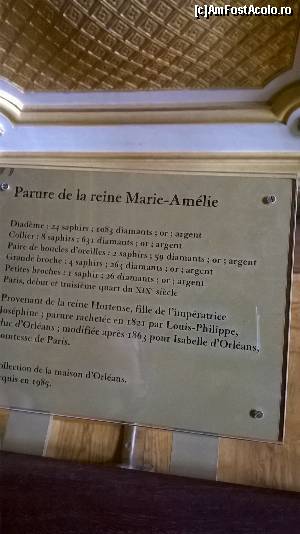 [c]AmFostAcolo.ro
Parure de la reine Marie-Amélie
Diadème : 24 saphirs ; 1083 diamants ; or ; argent
Collier : 8 saphirs ; 631 diamants ; or ; argent
Paire de boucles d'oreilles : 2 saphirs ; 59 diamants ; or ; argent
Grande broche : 4 saphirs ; 263 diamants ; or ; argent
Petites broches : 1 saphir ; 26 diamants ; or ; argent
Paris, début et troisième quart du XIXe siècle
Provenant de la reine Hortense, fille de l'impératrice
Joséphine ; parure rachetée en 1821 par Louis-Philippe,
duc d'Orléans ; modifiée après 1863 pour Isabelle d'Orléans,
comtesse de Paris.
Collection de la maison d'Orléans.
Acquis en 1985.